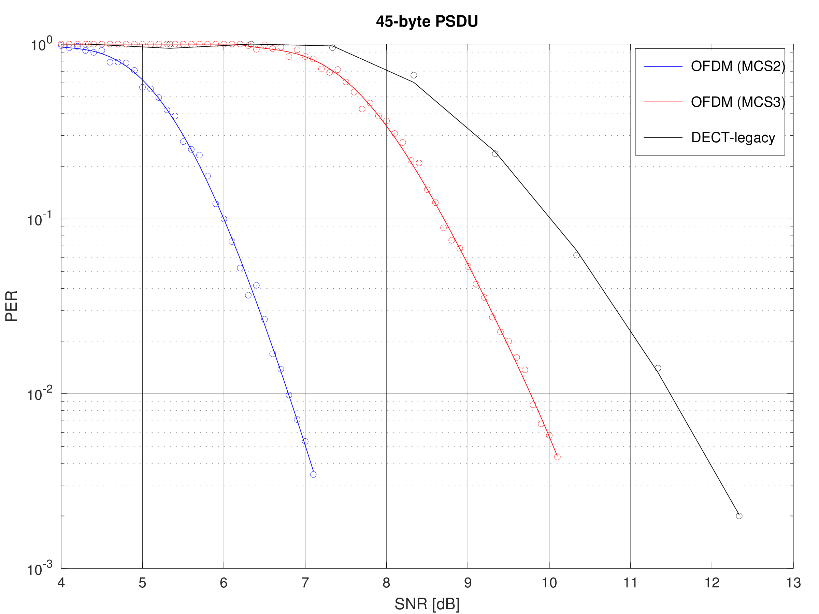 45-byte PSDU
OFDM (MCS2)
OFDM (MCS3)
DECT-legacy
PER
10^0
10^-1
10^-2
10^-3
4 5 6 7 8 9 10 11 12 13
SNR [dB]